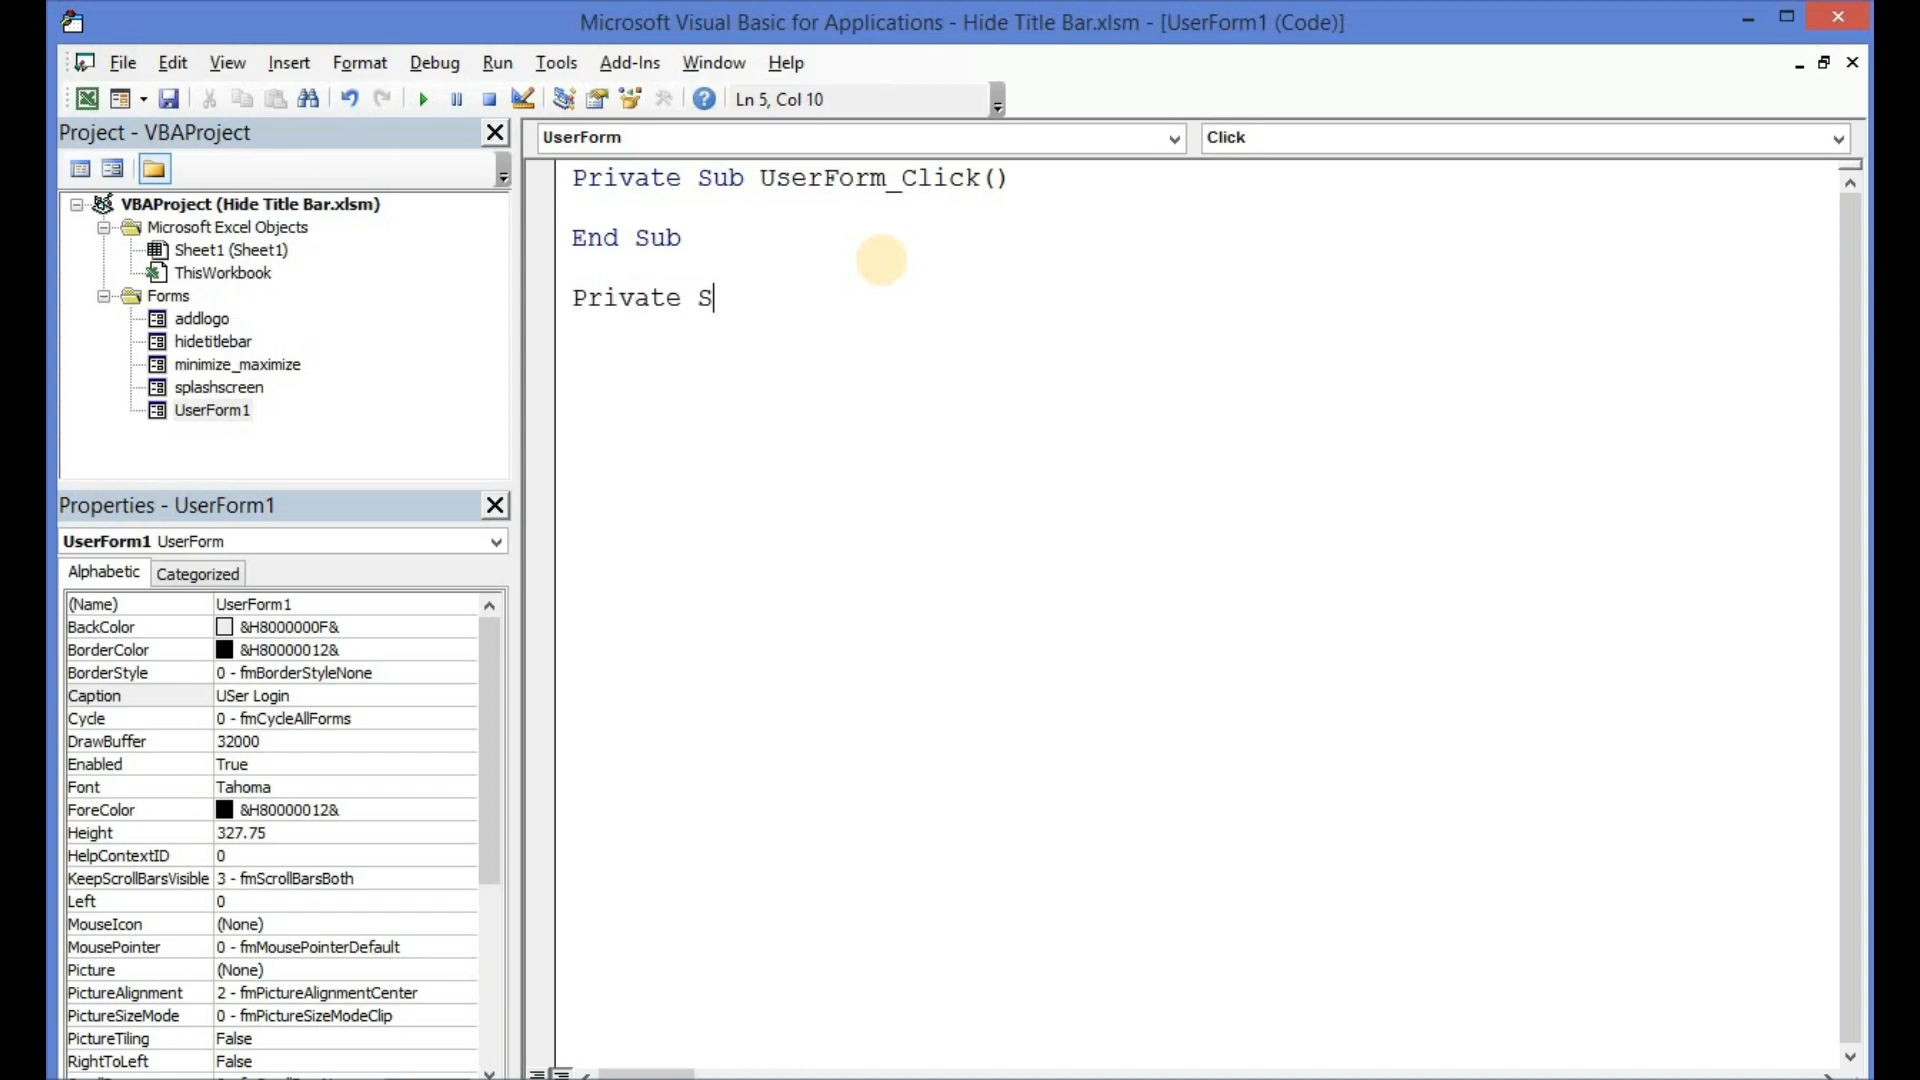 Microsoft Visual Basic for Applications - Hide Title Bar.xlsm - [UserForm1 (Code)]
File Edit View Insert Format Debug Run Tools Add-Ins Window Help
Ln 5, Col 10
Project - VBAProject
UserForm
Click
VBAProject (Hide Title Bar.xlsm)
Microsoft Excel Objects
Sheet1 (Sheet1)
ThisWorkbook
Forms
addlogo
hidetitlebar
minimize_maximize
splashscreen
UserForm1
Private Sub UserForm_Click()
End Sub
Private S
Properties - UserForm1
UserForm1 UserForm
Alphabetic Categorized
(Name) UserForm1
BackColor &H8000000F&
BorderColor &H80000012&
BorderStyle 0 - fmBorderStyleNone
Caption USer Login
Cycle 0 - fmCycleAllForms
DrawBuffer 32000
Enabled True
Font Tahoma
ForeColor &H80000012&
Height 327.75
HelpContextID 0
KeepScrollBarsVisible 3 - fmScrollBarsBoth
Left 0
MouseIcon (None)
MousePointer 0 - fmMousePointerDefault
Picture (None)
PictureAlignment 2 - fmPictureAlignmentCenter
PictureSizeMode 0 - fmPictureSizeModeClip
PictureTiling False
RightToLeft False